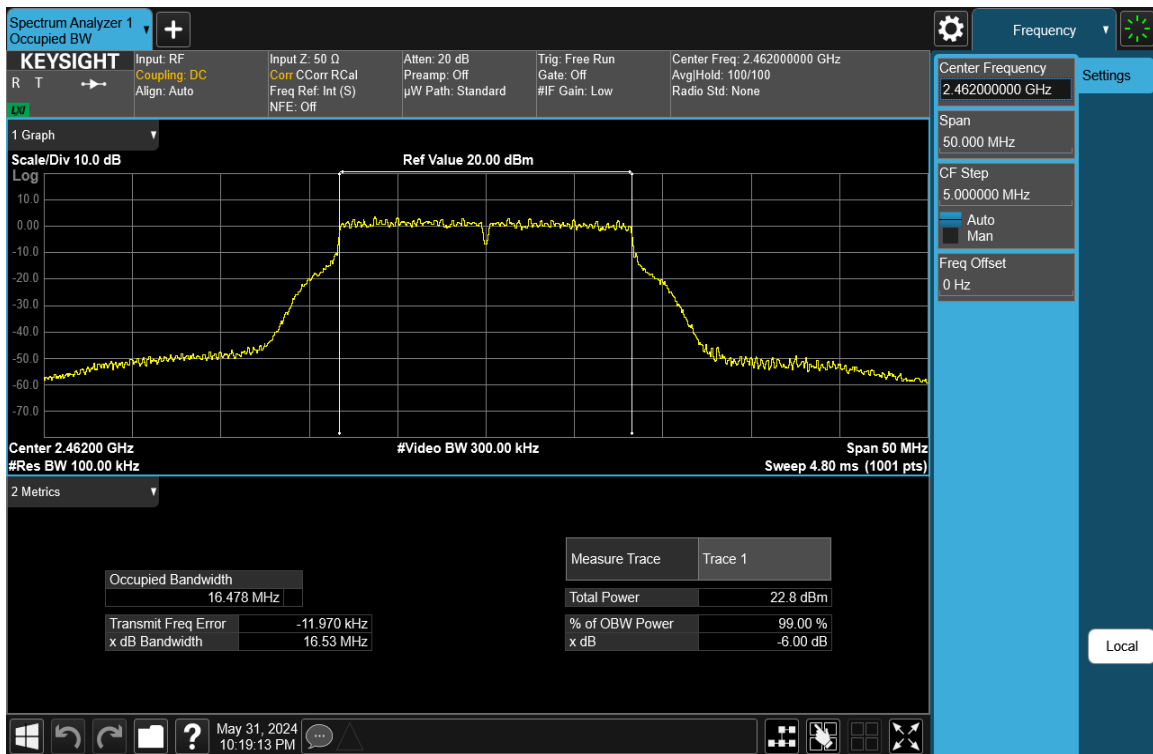 Spectrum Analyzer 1
Occupied BW
+
Frequency
KEYSIGHT
R T
LXI
Input: RF
Coupling: DC
Align: Auto
Input Z: 50 Ω
Corr CCorr RCal
Freq Ref: Int (S)
NFE: Off
Atten: 20 dB
Preamp: Off
µW Path: Standard
Trig: Free Run
Gate: Off
#IF Gain: Low
Center Freq: 2.462000000 GHz
Avg|Hold: 100/100
Radio Std: None
Center Frequency
2.462000000 GHz
Settings
Span
50.000 MHz
CF Step
5.000000 MHz
Auto
Man
Freq Offset
0 Hz
Local
1 Graph
Scale/Div 10.0 dB
Ref Value 20.00 dBm
Log
10.0
0.00
-10.0
-20.0
-30.0
-40.0
-50.0
-60.0
-70.0
Center 2.46200 GHz
#Video BW 300.00 kHz
Span 50 MHz
#Res BW 100.00 kHz
Sweep 4.80 ms (1001 pts)
2 Metrics
Occupied Bandwidth
16.478 MHz
Transmit Freq Error -11.970 kHz
x dB Bandwidth 16.53 MHz
Measure Trace Trace 1
Total Power 22.8 dBm
% of OBW Power 99.00 %
x dB -6.00 dB
?
May 31, 2024
10:19:13 PM